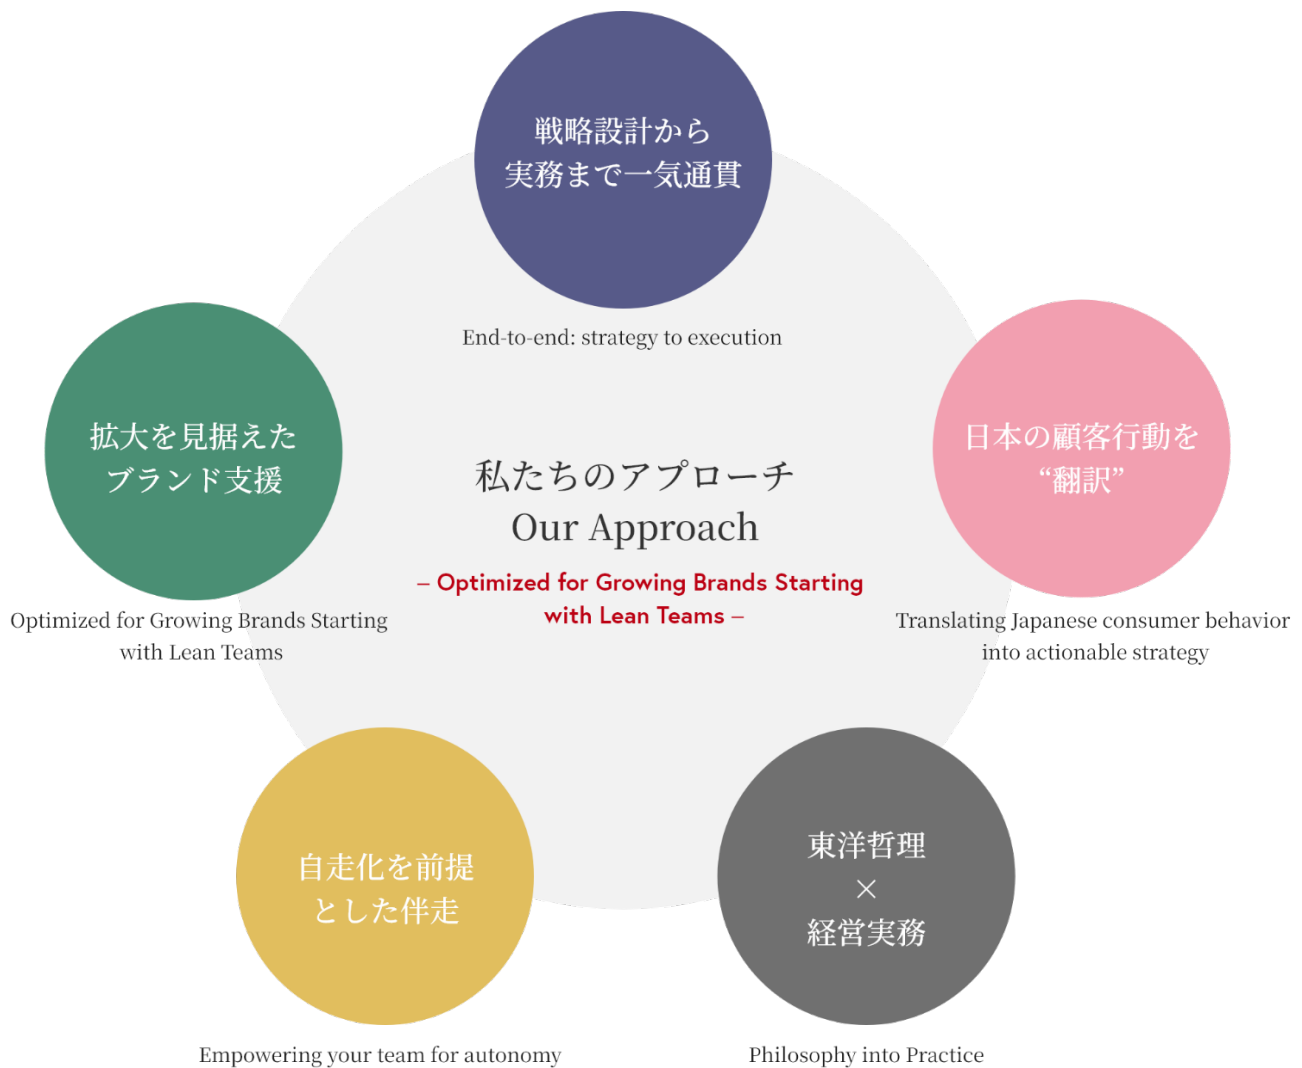 戦略設計から
実務まで一気通貫
End-to-end: strategy to execution
日本の顧客行動を
“翻訳”
Translating Japanese consumer behavior
into actionable strategy
東洋哲理
×
経営実務
Philosophy into Practice
自走化を前提
とした伴走
Empowering your team for autonomy
拡大を見据えた
ブランド支援
Optimized for Growing Brands Starting
with Lean Teams
私たちのアプローチ
Our Approach
– Optimized for Growing Brands Starting
with Lean Teams –